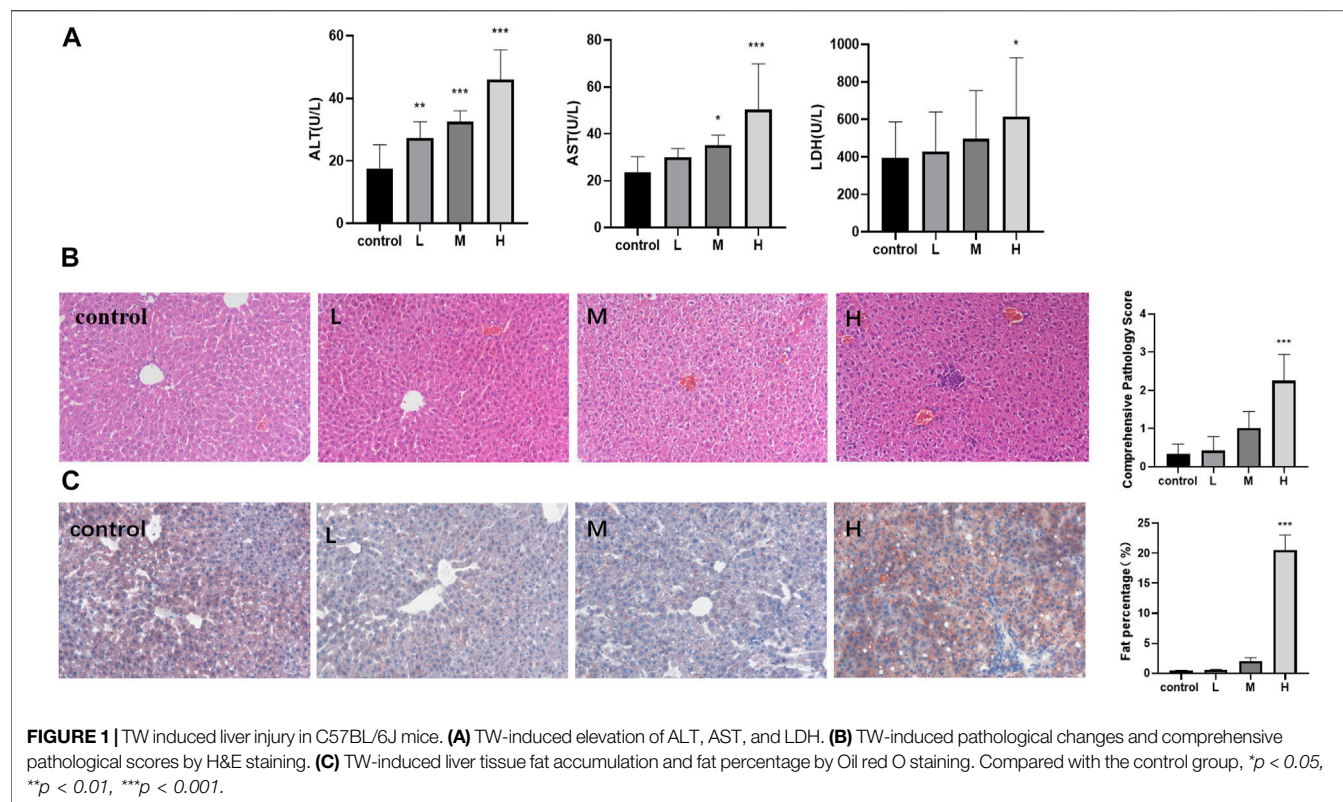 A
ALT(U/L)
60
40
20
0
**
***
***
control L M H
AST(U/L)
80
60
40
20
0
*
***
control L M H
LDH(U/L)
1000
800
600
400
200
0
*
control L M H
B
control
L
M
H
Comprehensive Pathology Score
4
3
2
1
0
***
control L M H
C
control
L
M
H
Fat percentage (%)
25
20
15
10
5
0
***
control L M H
FIGURE 1 | TW induced liver injury in C57BL/6J mice. (A) TW-induced elevation of ALT, AST, and LDH. (B) TW-induced pathological changes and comprehensive
pathological scores by H&E staining. (C) TW-induced liver tissue fat accumulation and fat percentage by Oil red O staining. Compared with the control group, *p < 0.05,
**p < 0.01, ***p < 0.001.